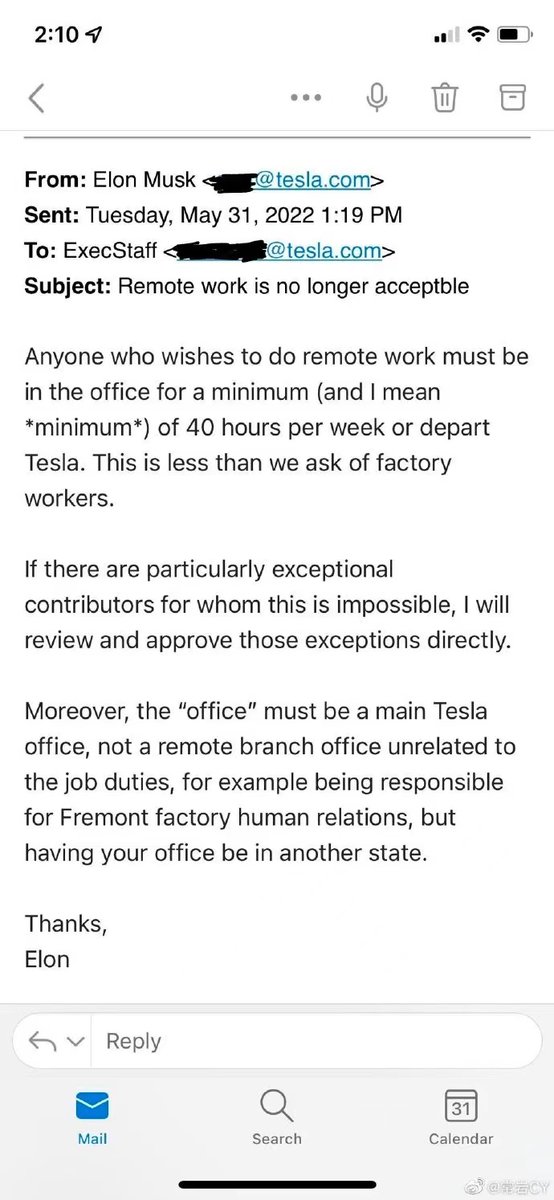 2:10
From: Elon Musk <@tesla.com>
Sent: Tuesday, May 31, 2022 1:19 PM
To: ExecStaff <@tesla.com>
Subject: Remote work is no longer acceptble
Anyone who wishes to do remote work must be
in the office for a minimum (and I mean
*minimum*) of 40 hours per week or depart
Tesla. This is less than we ask of factory
workers.
If there are particularly exceptional
contributors for whom this is impossible, I will
review and approve those exceptions directly.
Moreover, the “office” must be a main Tesla
office, not a remote branch office unrelated to
the job duties, for example being responsible
for Fremont factory human relations, but
having your office be in another state.
Thanks,
Elon
Reply
31
Mail Search Calendar
@常岩CY